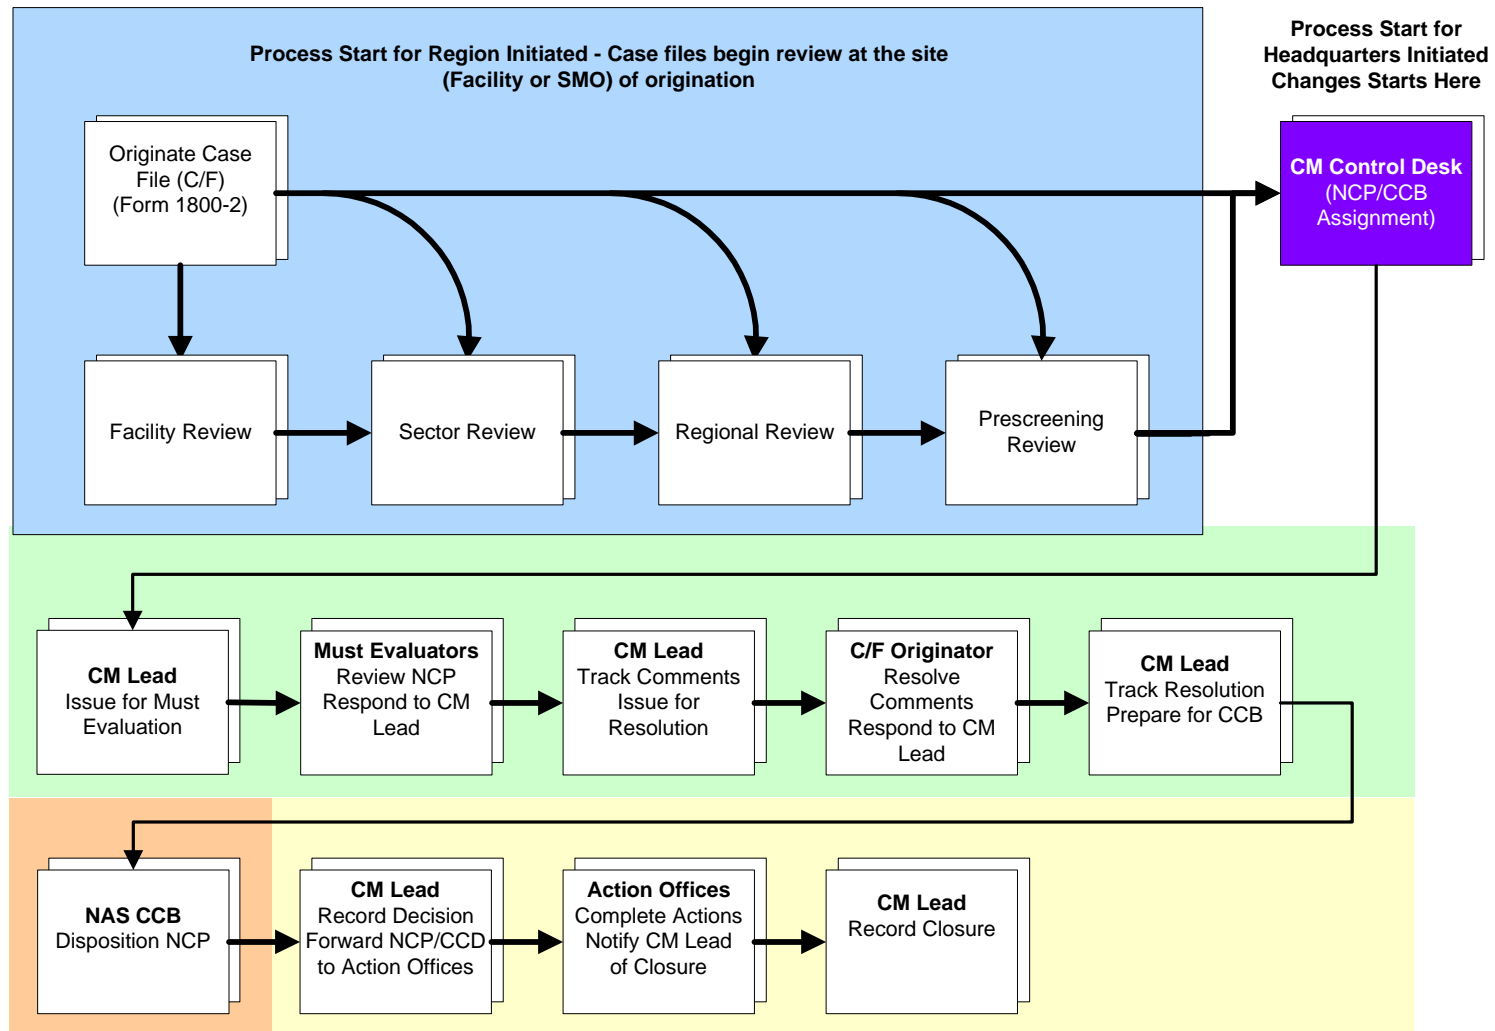 Process Start for Region Initiated - Case files begin review at the site
(Facility or SMO) of origination
Process Start for
Headquarters Initiated
Changes Starts Here
Originate Case
File (C/F)
(Form 1800-2)
CM Control Desk
(NCP/CCB
Assignment)
Facility Review
Sector Review
Regional Review
Prescreening
Review
CM Lead
Issue for Must
Evaluation
Must Evaluators
Review NCP
Respond to CM
Lead
CM Lead
Track Comments
Issue for
Resolution
C/F Originator
Resolve
Comments
Respond to CM
Lead
CM Lead
Track Resolution
Prepare for CCB
NAS CCB
Disposition NCP
CM Lead
Record Decision
Forward NCP/CCD
to Action Offices
Action Offices
Complete Actions
Notify CM Lead
of Closure
CM Lead
Record Closure